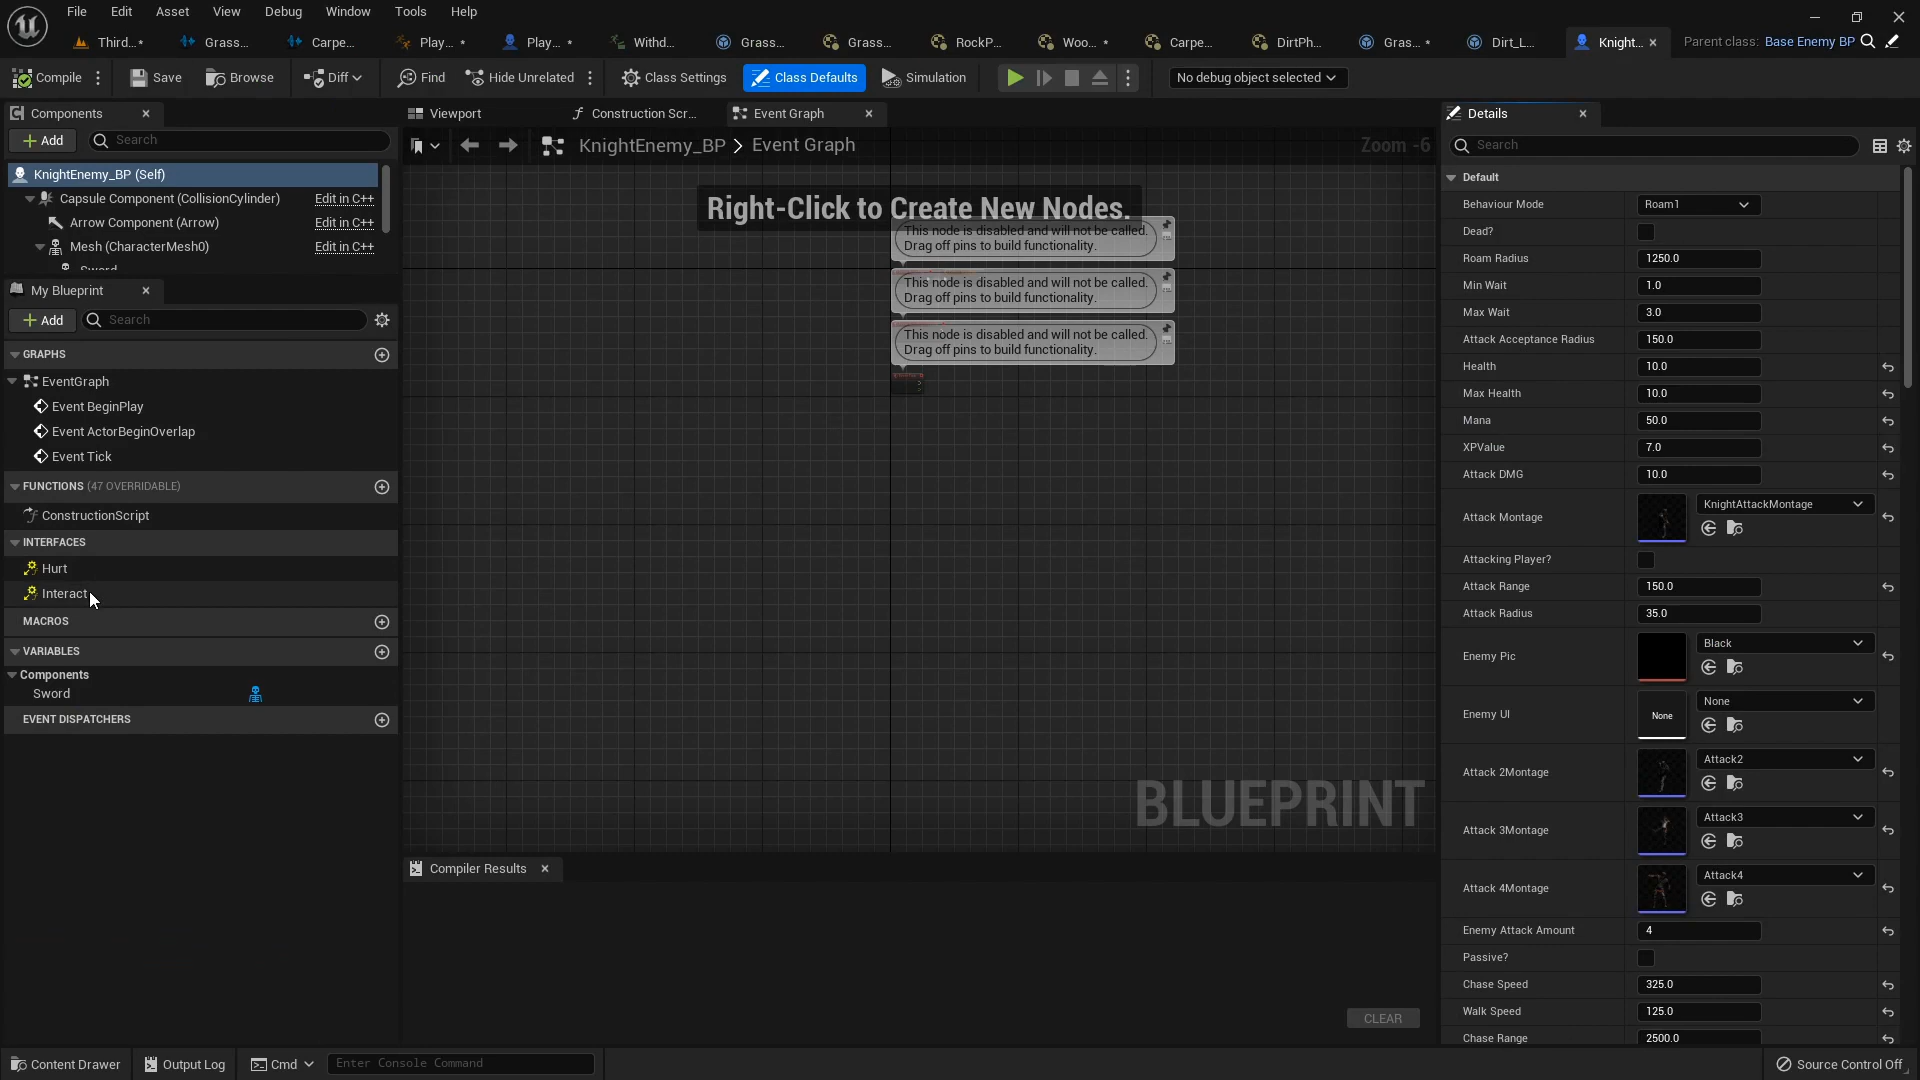 File Edit Asset View Debug Window Tools Help
Third...* Grass... Carpe... Play... * Play... * Withd... Grass... Grass... RockP... Woo... * Carpe... DirtPh... Gras... * Dirt_L... Knight... Parent class: Base Enemy BP
Compile Save Browse Diff Find Hide Unrelated Class Settings Class Defaults Simulation No debug object selected
Components
Add Search
KnightEnemy_BP (Self)
Capsule Component (CollisionCylinder) Edit in C++
Arrow Component (Arrow) Edit in C++
Mesh (CharacterMesh0) Edit in C++
Sword
My Blueprint
Add Search
GRAPHS
EventGraph
Event BeginPlay
Event ActorBeginOverlap
Event Tick
FUNCTIONS (47 OVERRIDABLE)
ConstructionScript
INTERFACES
Hurt
Interact
MACROS
VARIABLES
Components
Sword
EVENT DISPATCHERS
Viewport Construction Scr... Event Graph
KnightEnemy_BP > Event Graph Zoom -6
Right-Click to Create New Nodes.
This node is disabled and will not be called.
Drag off pins to build functionality.
This node is disabled and will not be called.
Drag off pins to build functionality.
This node is disabled and will not be called.
Drag off pins to build functionality.
BLUEPRINT
Compiler Results
CLEAR
Details
Search
Default
Behaviour Mode Roam1
Dead?
Roam Radius 1250.0
Min Wait 1.0
Max Wait 3.0
Attack Acceptance Radius 150.0
Health 10.0
Max Health 10.0
Mana 50.0
XPValue 7.0
Attack DMG 10.0
Attack Montage KnightAttackMontage
Attacking Player?
Attack Range 150.0
Attack Radius 35.0
Enemy Pic Black
Enemy UI None None
Attack 2Montage Attack2
Attack 3Montage Attack3
Attack 4Montage Attack4
Enemy Attack Amount 4
Passive?
Chase Speed 325.0
Walk Speed 125.0
Chase Range 2500.0
Content Drawer Output Log Cmd Enter Console Command Source Control Off